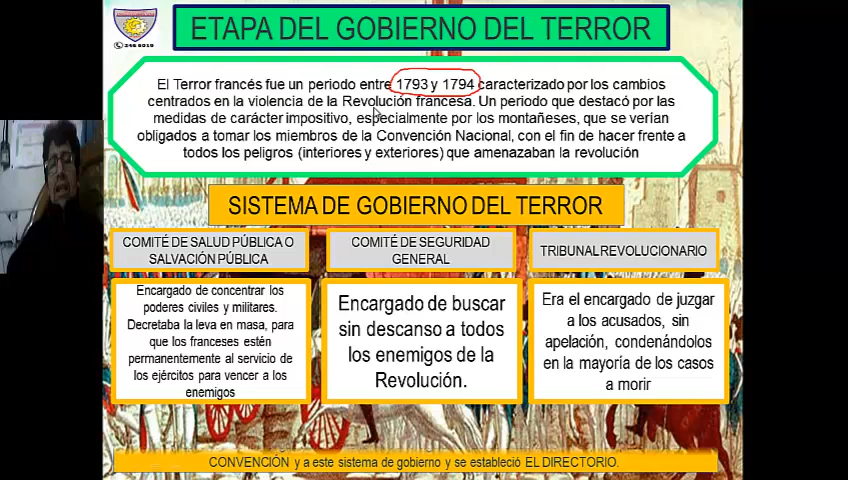 ETAPA DEL GOBIERNO DEL TERROR
246 6019
El Terror francés fue un periodo entre 1793 y 1794 caracterizado por los cambios
centrados en la violencia de la Revolución francesa. Un periodo que destacó por las
medidas de carácter impositivo, especialmente por los montañeses, que se verían
obligados a tomar los miembros de la Convención Nacional, con el fin de hacer frente a
todos los peligros (interiores y exteriores) que amenazaban la revolución
SISTEMA DE GOBIERNO DEL TERROR
COMITÉ DE SALUD PÚBLICA O
SALVACIÓN PÚBLICA
Encargado de concentrar los
poderes civiles y militares.
Decretaba la leva en masa, para
que los franceses estén
permanentemente al servicio de
los ejércitos para vencer a los
enemigos
COMITÉ DE SEGURIDAD
GENERAL
Encargado de buscar
sin descanso a todos
los enemigos de la
Revolución.
TRIBUNAL REVOLUCIONARIO
Era el encargado de juzgar
a los acusados, sin
apelación, condenándolos
en la mayoría de los casos
a morir
CONVENCIÓN y a este sistema de gobierno y se estableció EL DIRECTORIO.